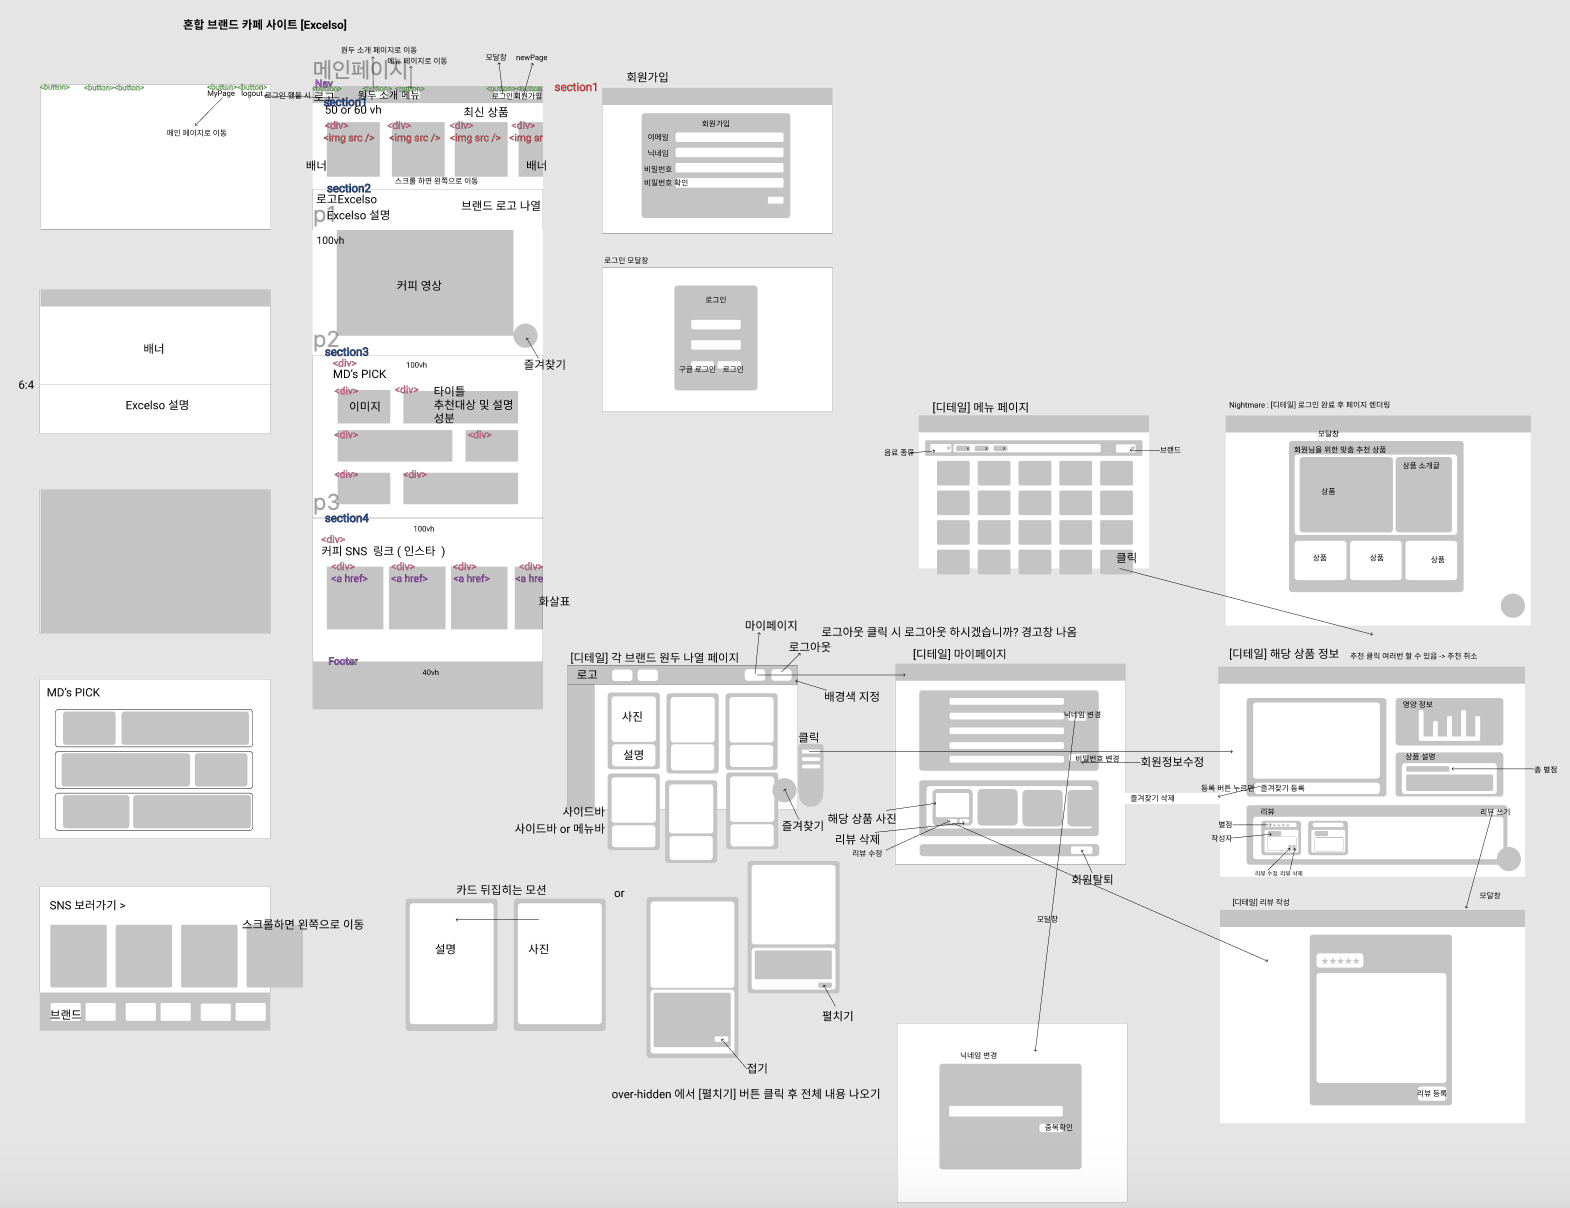 혼합 브랜드 카페 사이트 [Excelso]
<button>
<button>
<button>
<button>
<button>
MyPage
logout
로그인 했을 시
메인 페이지로 이동
배너
6:4
Excelso 설명
MD's PICK
SNS 보러가기 >
스크롤하면 왼쪽으로 이동
브랜드
원두 소개 페이지로 이동
메뉴 페이지로 이동
모달창
newPage
메인페이지
Nav
<button>
<button>
<button>
<button>
로고
원두 소개
메뉴
로그인
회원가입
section1
section1
50 or 60 vh
최신 상품
<div>
<div>
<div>
<div>
<img src />
<img src />
<img src />
<img sr
배너
배너
스크롤 하면 왼쪽으로 이동
section2
로고Excelso
p1
Excelso 설명
브랜드 로고 나열
100vh
커피 영상
p2
즐겨찾기
section3
<div>
100vh
MD's PICK
<div>
이미지
<div>
타이틀
추천대상 및 설명
성분
<div>
<div>
<div>
<div>
p3
section4
100vh
<div>
커피 SNS 링크 ( 인스타 )
<div>
<div>
<div>
<div>
<a href>
<a href>
<a href>
<a hre
화살표
Footer
40vh
회원가입
회원가입
이메일
닉네임
비밀번호
비밀번호 확인
로그인 모달창
로그인
구글 로그인
로그인
[디테일] 메뉴 페이지
음료 종류
브랜드
클릭
Nightmare : [디테일] 로그인 완료 후 페이지 렌더링
모달창
회원님을 위한 맞춤 추천 상품
상품
상품 소개글
상품
상품
상품
마이페이지
로그아웃
로그아웃 클릭 시 로그아웃 하시겠습니까? 경고창 나옴
[디테일] 각 브랜드 원두 나열 페이지
로고
배경색 지정
사진
설명
클릭
즐겨찾기
사이드바
사이드바 or 메뉴바
[디테일] 마이페이지
닉네임 변경
비밀번호 변경
회원정보수정
즐겨찾기 삭제
해당 상품 사진
리뷰 삭제
리뷰 수정
회원탈퇴
[디테일] 해당 상품 정보
추천 클릭 여러번 할 수 있음 -> 추천 취소
영양 정보
상품 설명
총 별점
등록 버튼 누르면
즐겨찾기 등록
리뷰
리뷰 쓰기
별점
작성자
리뷰 수정
리뷰 삭제
모달창
[디테일] 리뷰 작성
★★★★★
리뷰 등록
카드 뒤집히는 모션
or
설명
사진
펼치기
접기
over-hidden 에서 [펼치기] 버튼 클릭 후 전체 내용 나오기
모달창
닉네임 변경
중복확인